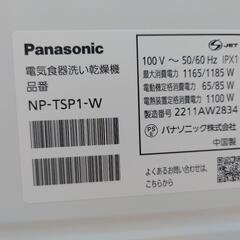 Panasonic
電気食器洗い乾燥機
品番
NP-TSP1-W
S JET
100 V ～ 50/60 Hz IPX1
最大消費電力 1165/1185 W
電動機定格消費電力 65/85 W
電熱装置定格消費電力 1100 W
製造番号 2211AW2834
PS E パナソニック株式会社
中国製
よくあるお問い合わせ
こちらから